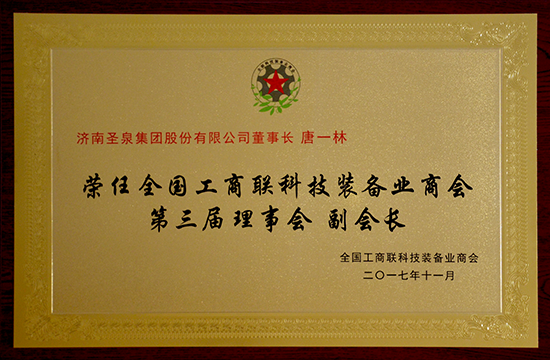 济南圣泉集团股份有限公司董事长 唐一林
荣任全国工商联科技装备业商会
第三届理事会 副会长
全国工商联科技装备业商会
二〇一七年十一月